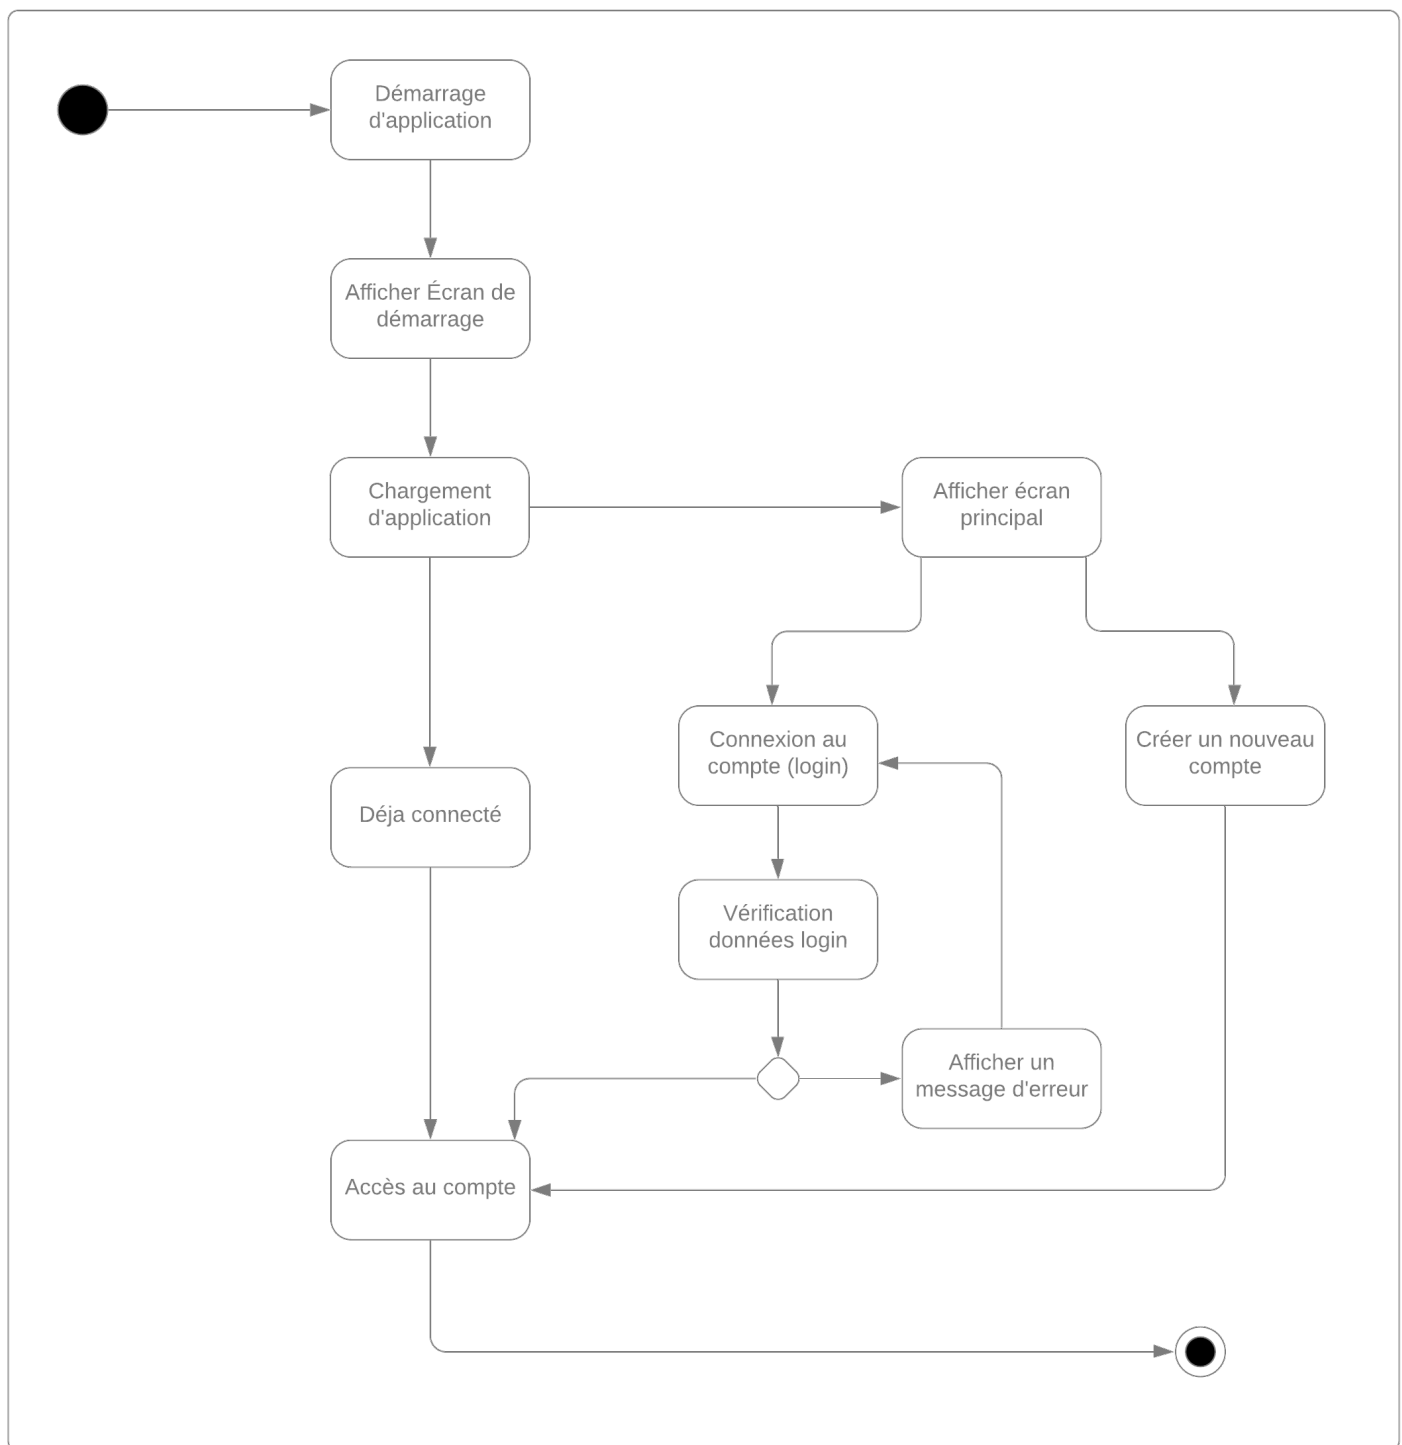 Démarrage
d'application
Afficher Écran de
démarrage
Chargement
d'application
Afficher écran
principal
Connexion au
compte (login)
Créer un nouveau
compte
Déja connecté
Vérification
données login
Afficher un
message d'erreur
Accès au compte